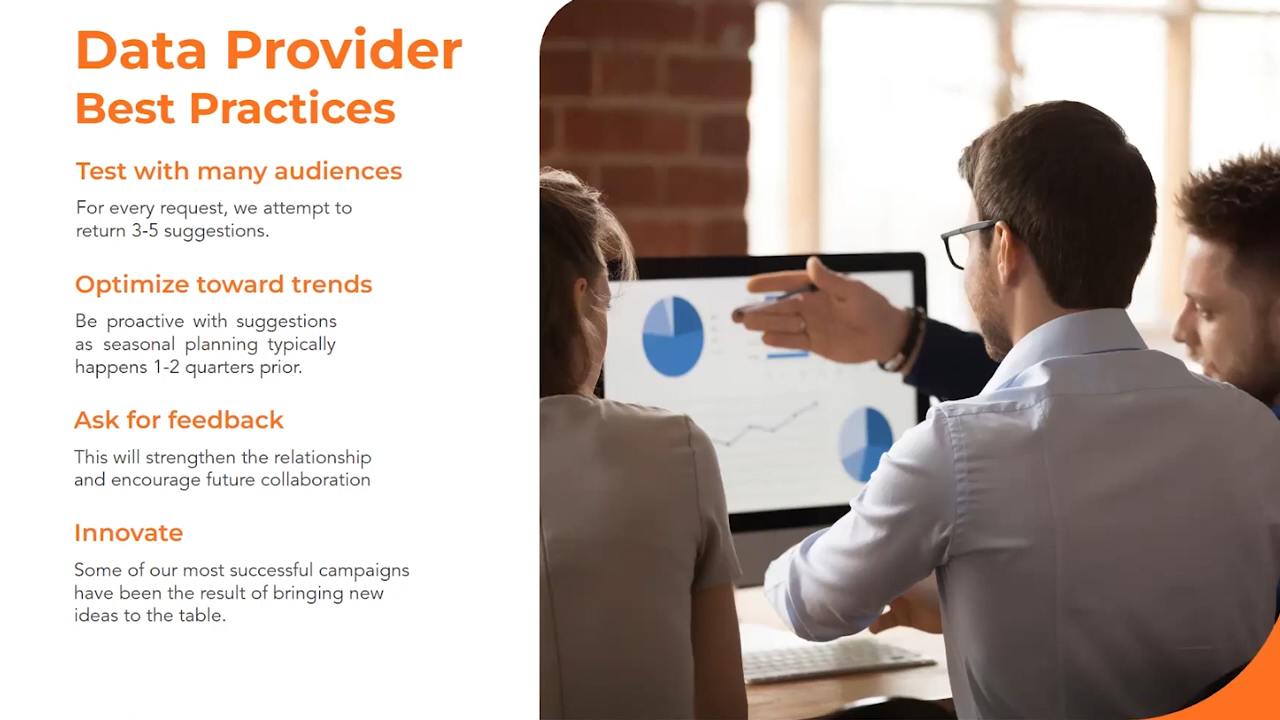 Data Provider
Best Practices
Test with many audiences
For every request, we attempt to
return 3-5 suggestions.
Optimize toward trends
Be proactive with suggestions
as seasonal planning typically
happens 1-2 quarters prior.
Ask for feedback
This will strengthen the relationship
and encourage future collaboration
Innovate
Some of our most successful campaigns
have been the result of bringing new
ideas to the table.